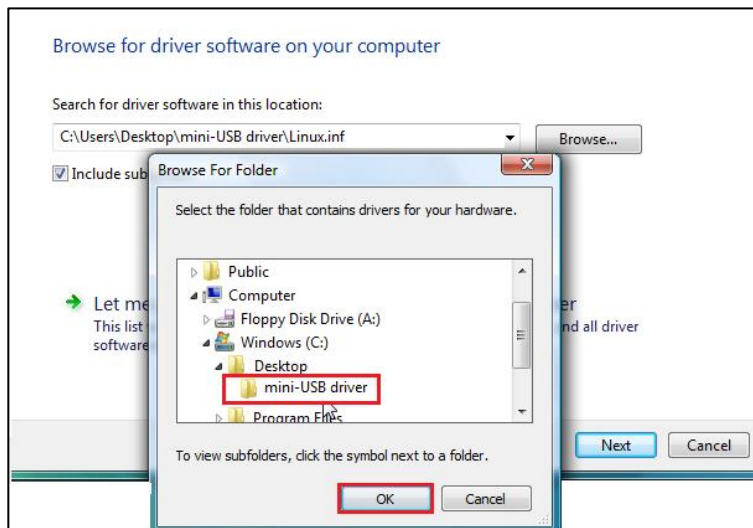 Browse for driver software on your computer
Search for driver software in this location:
C:\Users\Desktop\mini-USB driver\Linux.inf
Browse...
Include sub
Browse For Folder
Select the folder that contains drivers for your hardware.
Public
Computer
Floppy Disk Drive (A:)
Windows (C:)
Desktop
mini-USB driver
Program Files
To view subfolders, click the symbol next to a folder.
OK
Cancel
Let me
er
This list
nd all driver
software
Next
Cancel